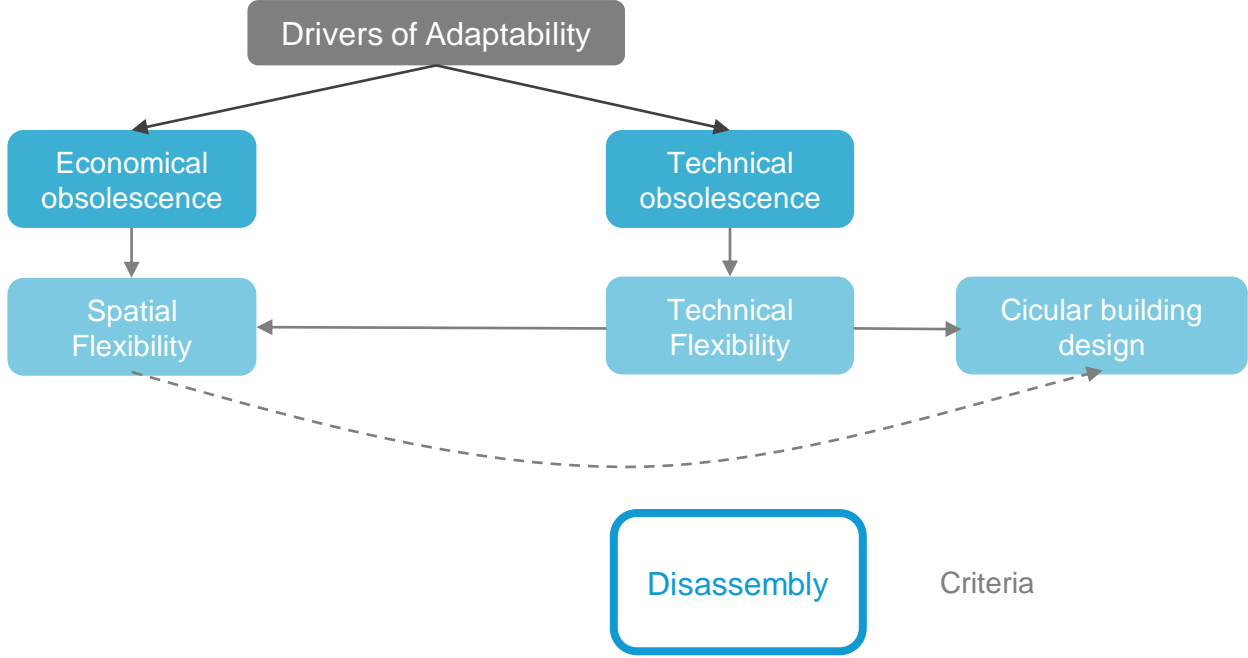 Drivers of Adaptability
Economical
obsolescence
Technical
obsolescence
Spatial
Flexibility
Technical
Flexibility
Cicular building
design
Disassembly
Criteria